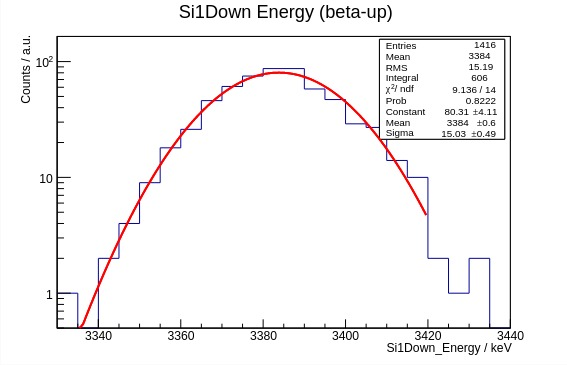 Si1Down Energy (beta-up)
Counts / a.u.
10²
10
1
Entries 1416
Mean 3384
RMS 15.19
Integral 606
χ²/ ndf 9.136 / 14
Prob 0.8222
Constant 80.31 ±4.11
Mean 3384 ±0.6
Sigma 15.03 ±0.49
3340 3360 3380 3400 3420 3440
Si1Down_Energy / keV